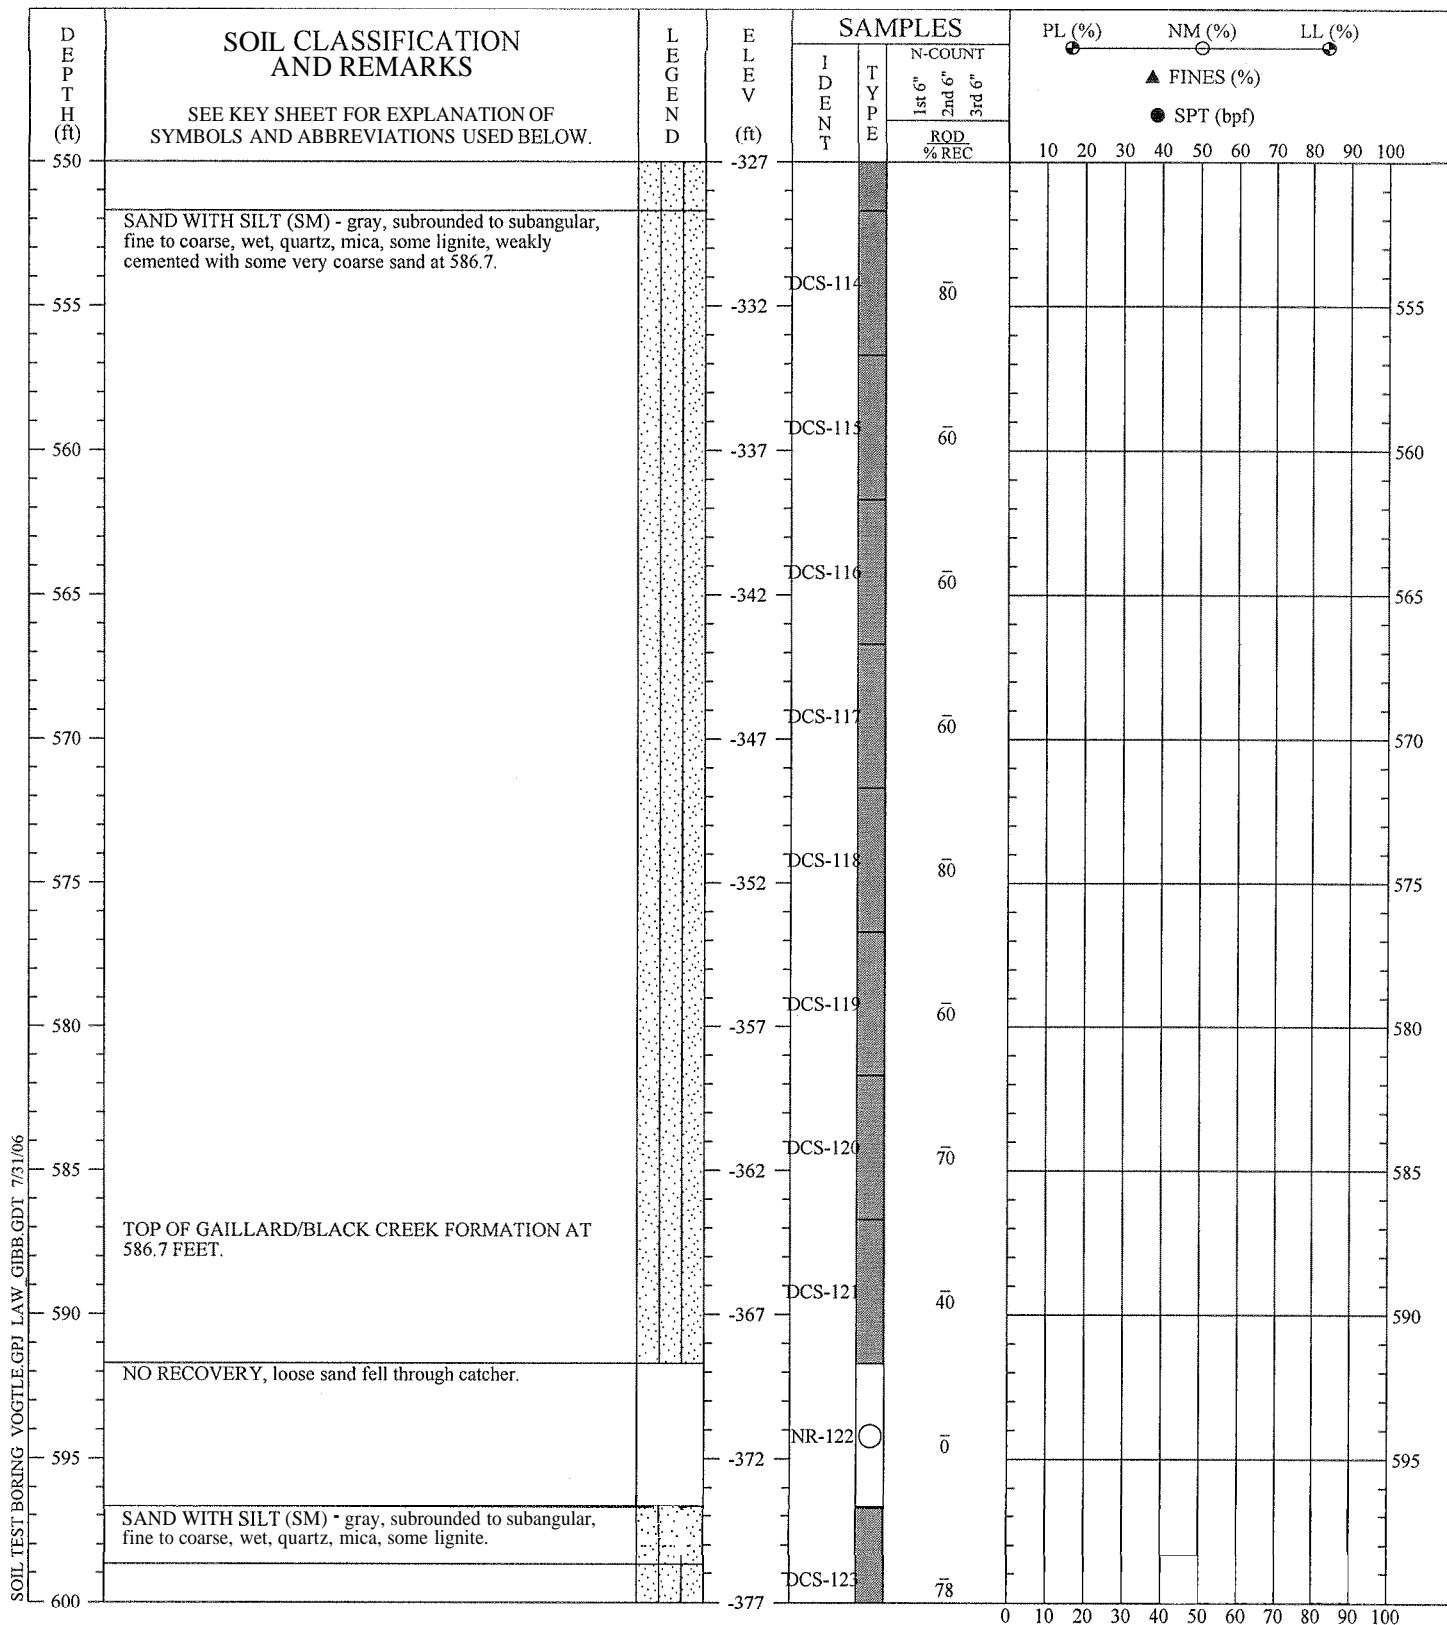 DEPTH (ft)
SOIL CLASSIFICATION
AND REMARKS
SEE KEY SHEET FOR EXPLANATION OF
SYMBOLS AND ABBREVIATIONS USED BELOW.
LEGEND
ELEV (ft)
SAMPLES
IDENT
TYPE
N-COUNT
1st 6"
2nd 6"
3rd 6"
RQD
% REC
PL (%) NM (%) LL (%)
▲ FINES (%)
● SPT (bpf)
10 20 30 40 50 60 70 80 90 100
550 -327
SAND WITH SILT (SM) - gray, subrounded to subangular,
fine to coarse, wet, quartz, mica, some lignite, weakly
cemented with some very coarse sand at 586.7.
DCS-114 80
555 -332 555
DCS-115 60
560 -337 560
DCS-116 60
565 -342 565
DCS-117 60
570 -347 570
DCS-118 80
575 -352 575
DCS-119 60
580 -357 580
DCS-120 70
585 -362 585
TOP OF GAILLARD/BLACK CREEK FORMATION AT
586.7 FEET.
DCS-121 40
590 -367 590
NO RECOVERY, loose sand fell through catcher.
NR-122 0
595 -372 595
SAND WITH SILT (SM) - gray, subrounded to subangular,
fine to coarse, wet, quartz, mica, some lignite.
DCS-123 78
600 -377
0 10 20 30 40 50 60 70 80 90 100
SOIL TEST BORING VOGTLE.GPJ LAW_GIBB.GDT 7/31/06